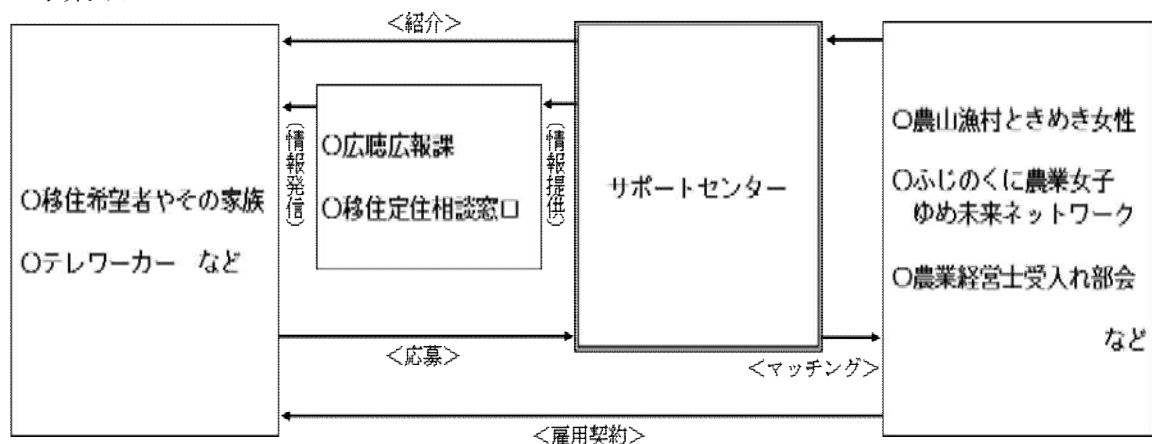 <紹介>
○移住希望者やその家族
○テレワーカー など
(情報発信)
○広聴広報課
○移住定住相談窓口
(情報提供)
サポートセンター
○農山漁村ときめき女性
○ふじのくに農業女子
ゆめ未来ネットワーク
○農業経営士受入れ部会
など
<応募>
<マッチング>
<雇用契約>